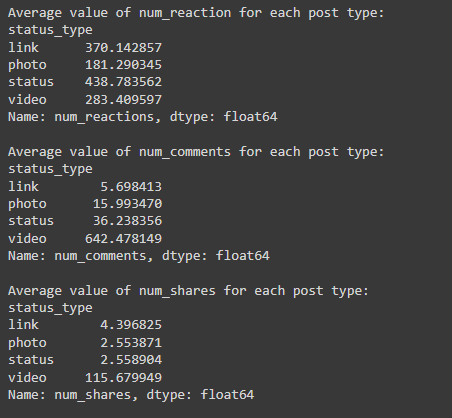 Average value of num_reaction for each post type:
status_type
link      370.142857
photo     181.290345
status    438.783562
video     283.409597
Name: num_reactions, dtype: float64

Average value of num_comments for each post type:
status_type
link        5.698413
photo      15.993470
status     36.238356
video     642.478149
Name: num_comments, dtype: float64

Average value of num_shares for each post type:
status_type
link        4.396825
photo       2.553871
status      2.558904
video     115.679949
Name: num_shares, dtype: float64